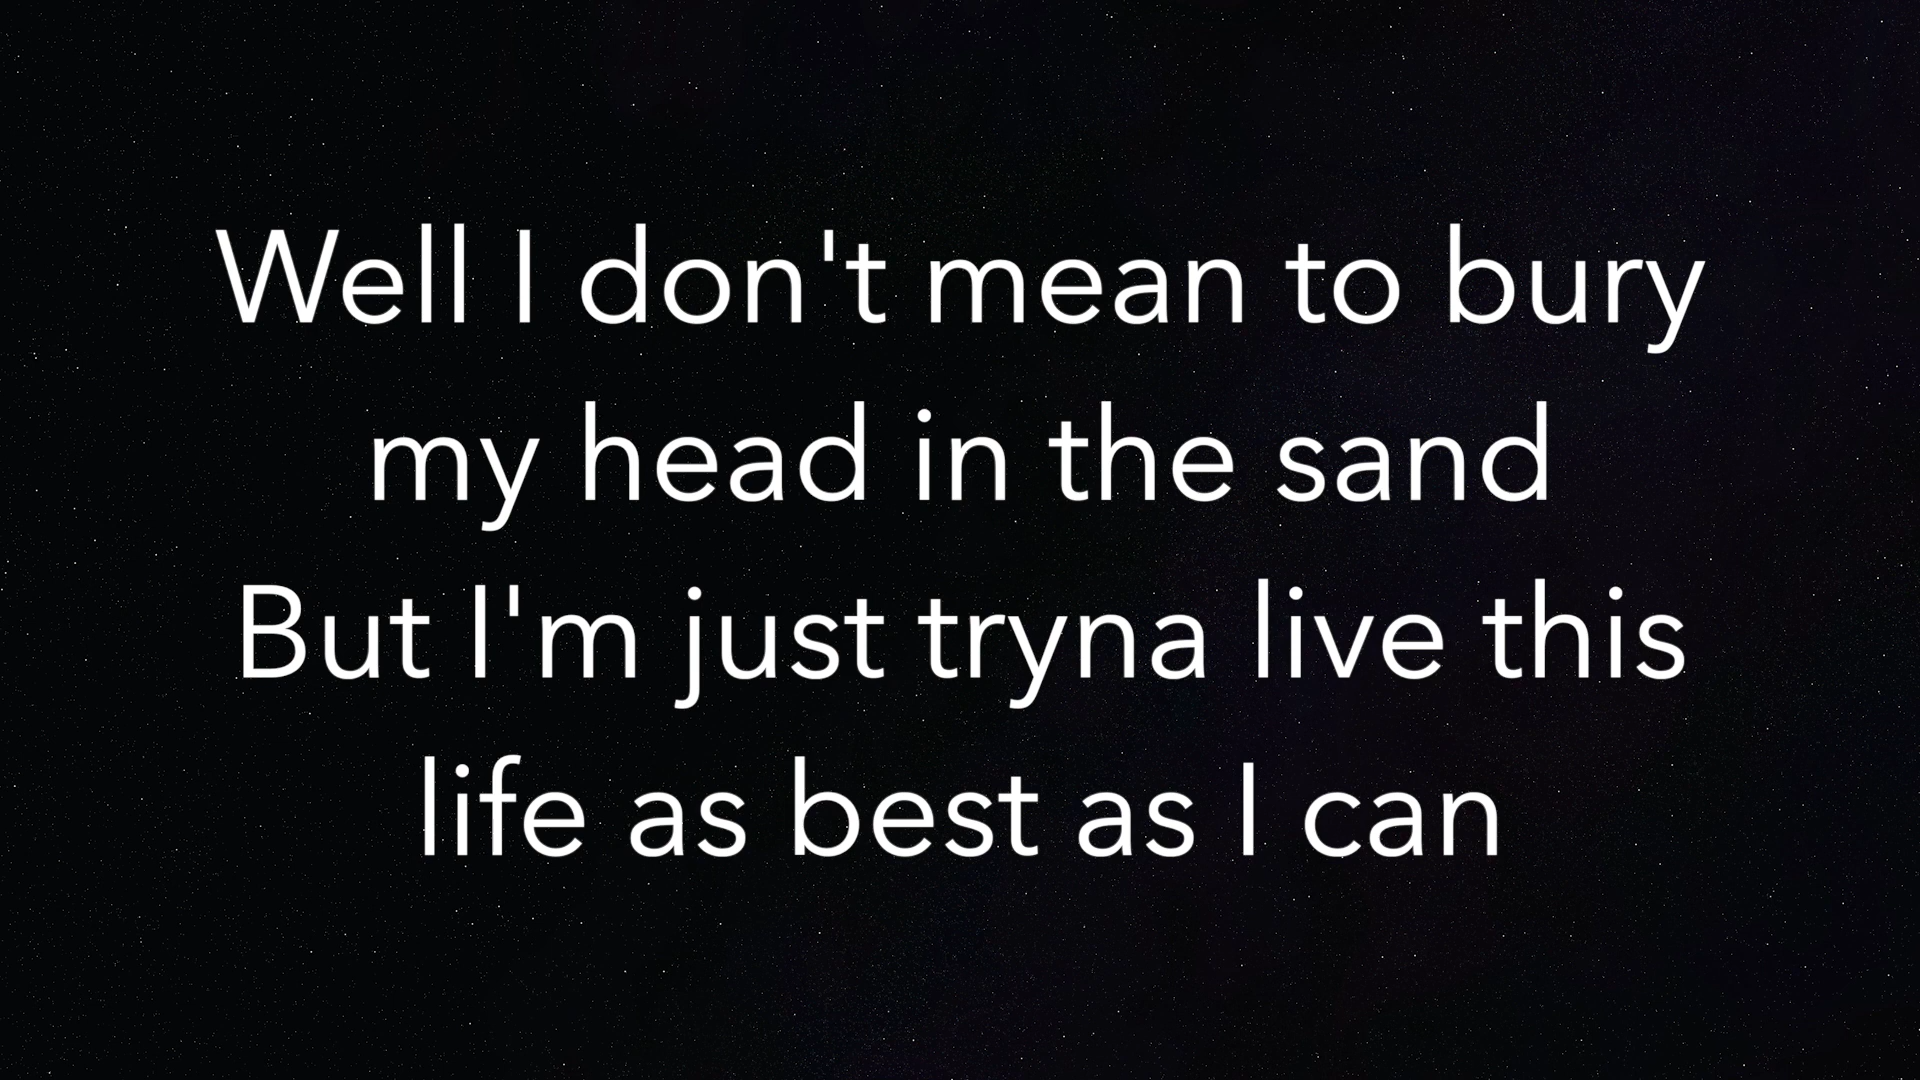 Well I don't mean to bury
my head in the sand
But I'm just tryna live this
life as best as I can